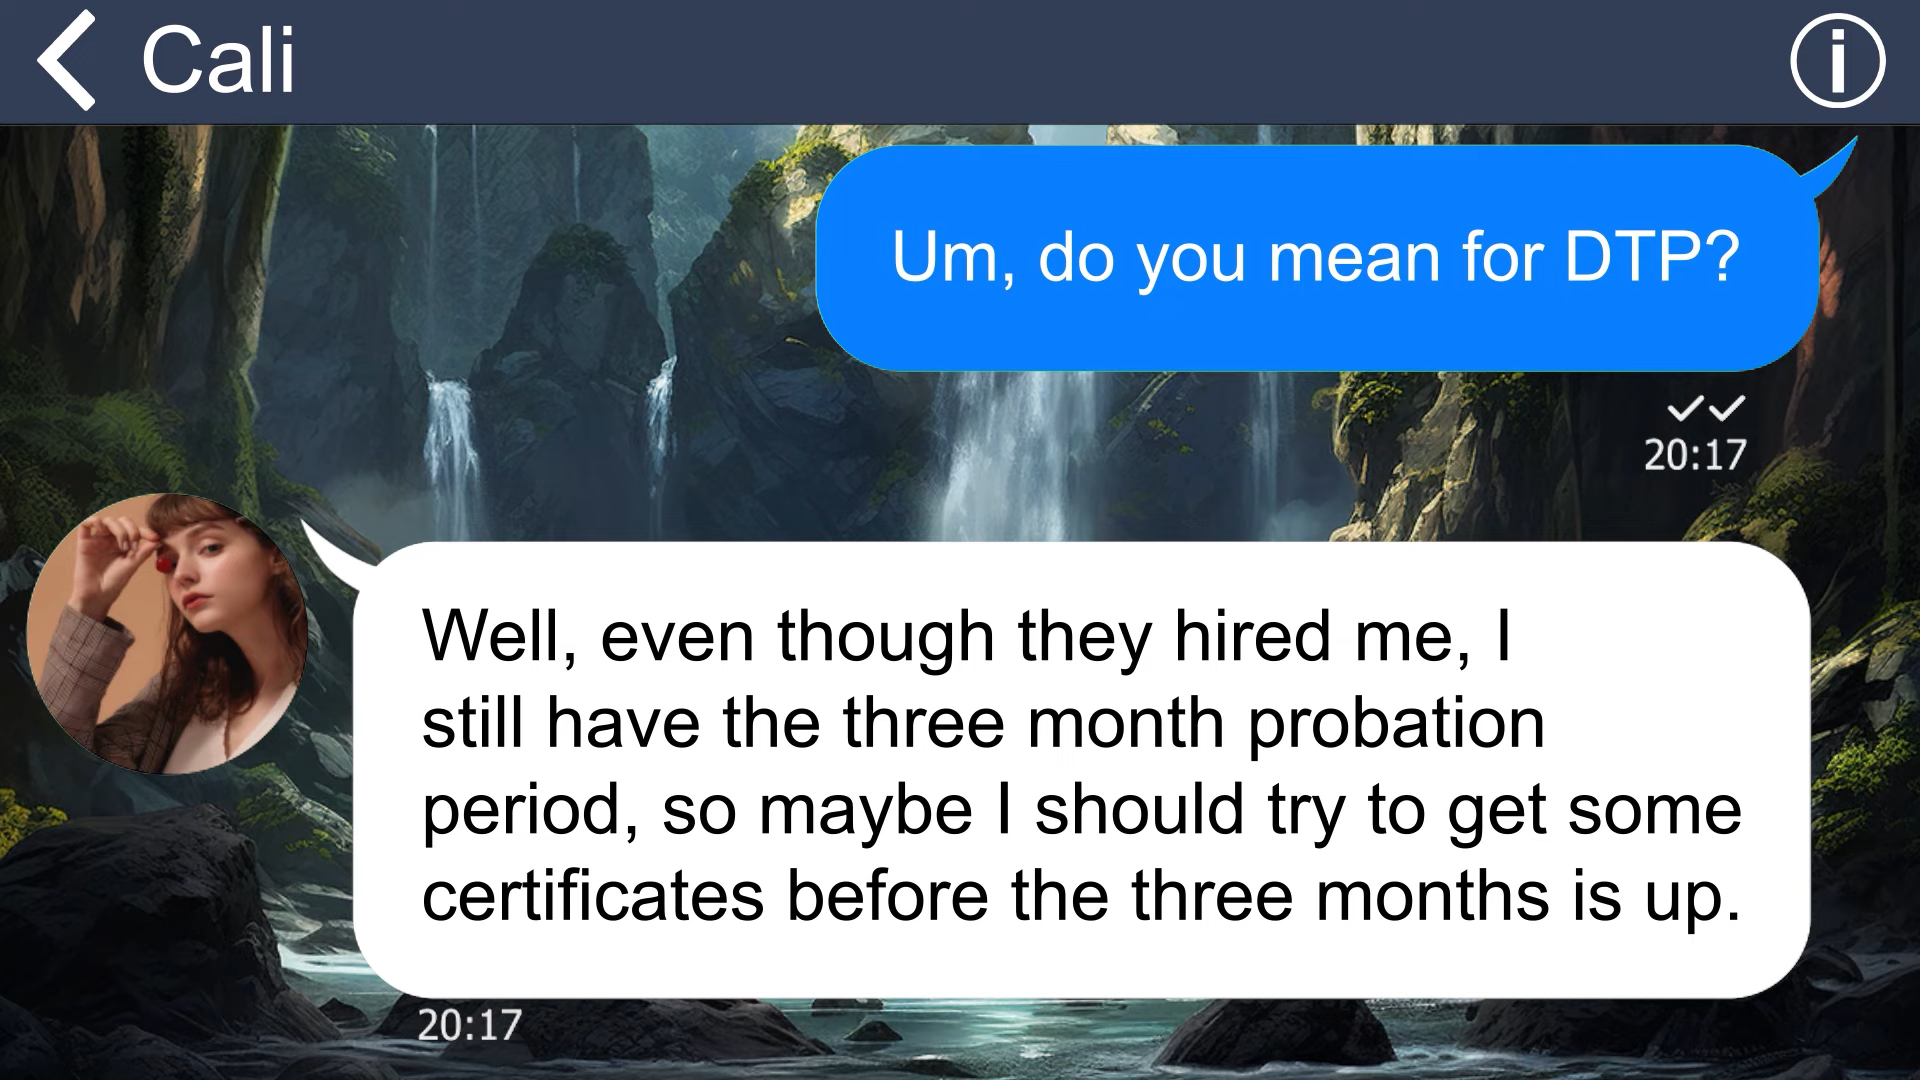 Cali
Um, do you mean for DTP?
20:17
Well, even though they hired me, I
still have the three month probation
period, so maybe I should try to get some
certificates before the three months is up.
20:17